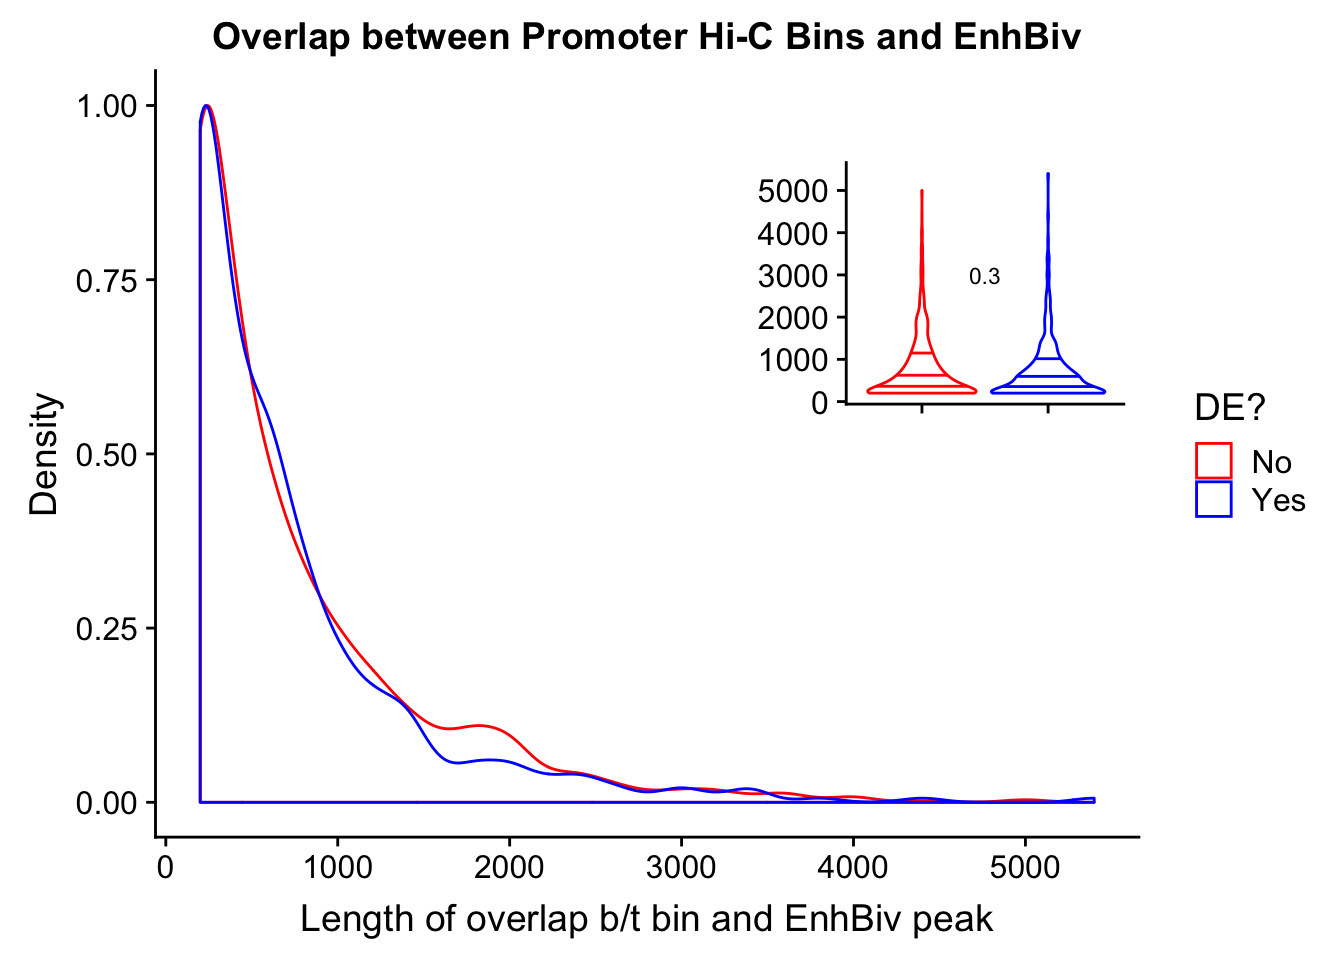 Overlap between Promoter Hi-C Bins and EnhBiv
Density
1.00
0.75
0.50
0.25
0.00
0 1000 2000 3000 4000 5000
Length of overlap b/t bin and EnhBiv peak
5000
4000
3000
2000
1000
0
0.3
DE?
No
Yes